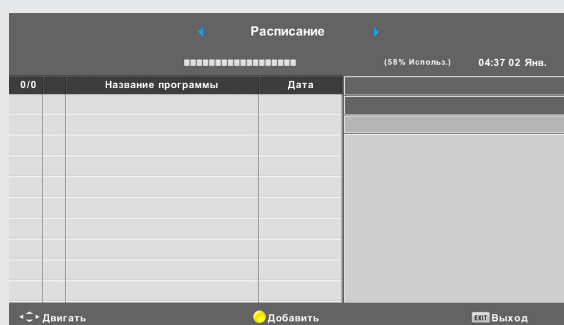 Расписание
(58% Использ.) 04:37 02 Янв.
0/0 Название программы Дата
Двигать Добавить EXIT Выход